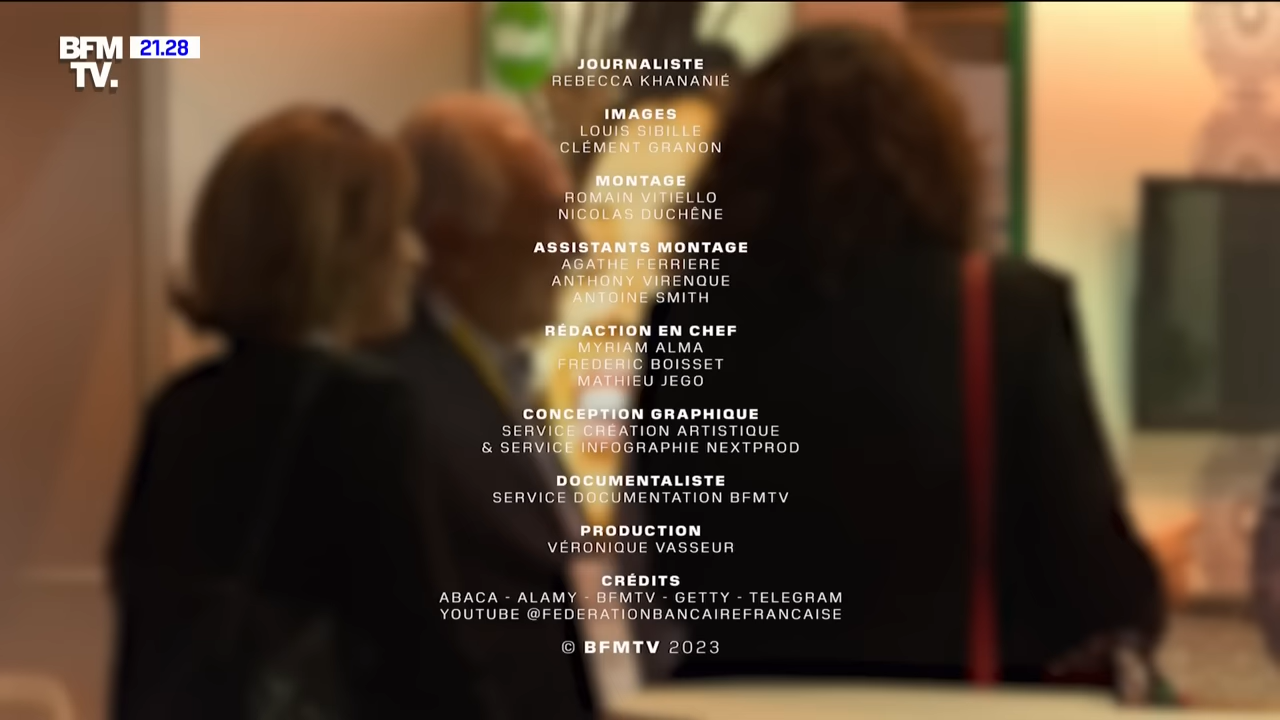 BFM
TV.
21.28
JOURNALISTE
REBECCA KHANANIÉ
IMAGES
LOUIS SIBILLE
CLÉMENT GRANON
MONTAGE
ROMAIN VITIELLO
NICOLAS DUCHÊNE
ASSISTANTS MONTAGE
AGATHE FERRIERE
ANTHONY VIRENQUE
ANTOINE SMITH
RÉDACTION EN CHEF
MYRIAM ALMA
FREDERIC BOISSET
MATHIEU JEGO
CONCEPTION GRAPHIQUE
SERVICE CRÉATION ARTISTIQUE
& SERVICE INFOGRAPHIE NEXTPROD
DOCUMENTALISTE
SERVICE DOCUMENTATION BFMTV
PRODUCTION
VÉRONIQUE VASSEUR
CRÉDITS
ABACA - ALAMY - BFMTV - GETTY - TELEGRAM
YOUTUBE @FEDERATIONBANCAIREFRANCAISE
© BFMTV 2023